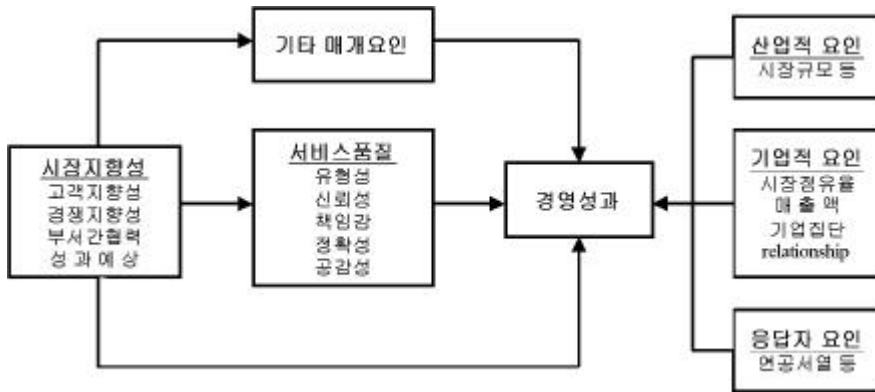 기타 매개요인
시장지향성
고객지향성
경쟁지향성
부서간협력
성 과 예 상
서비스품질
유형성
신뢰성
책임감
정확성
공감성
경영성과
산업적 요인
시장규모 등
기업적 요인
시장점유율
매 출 액
기업집단
relationship
응답자 요인
연공서열 등